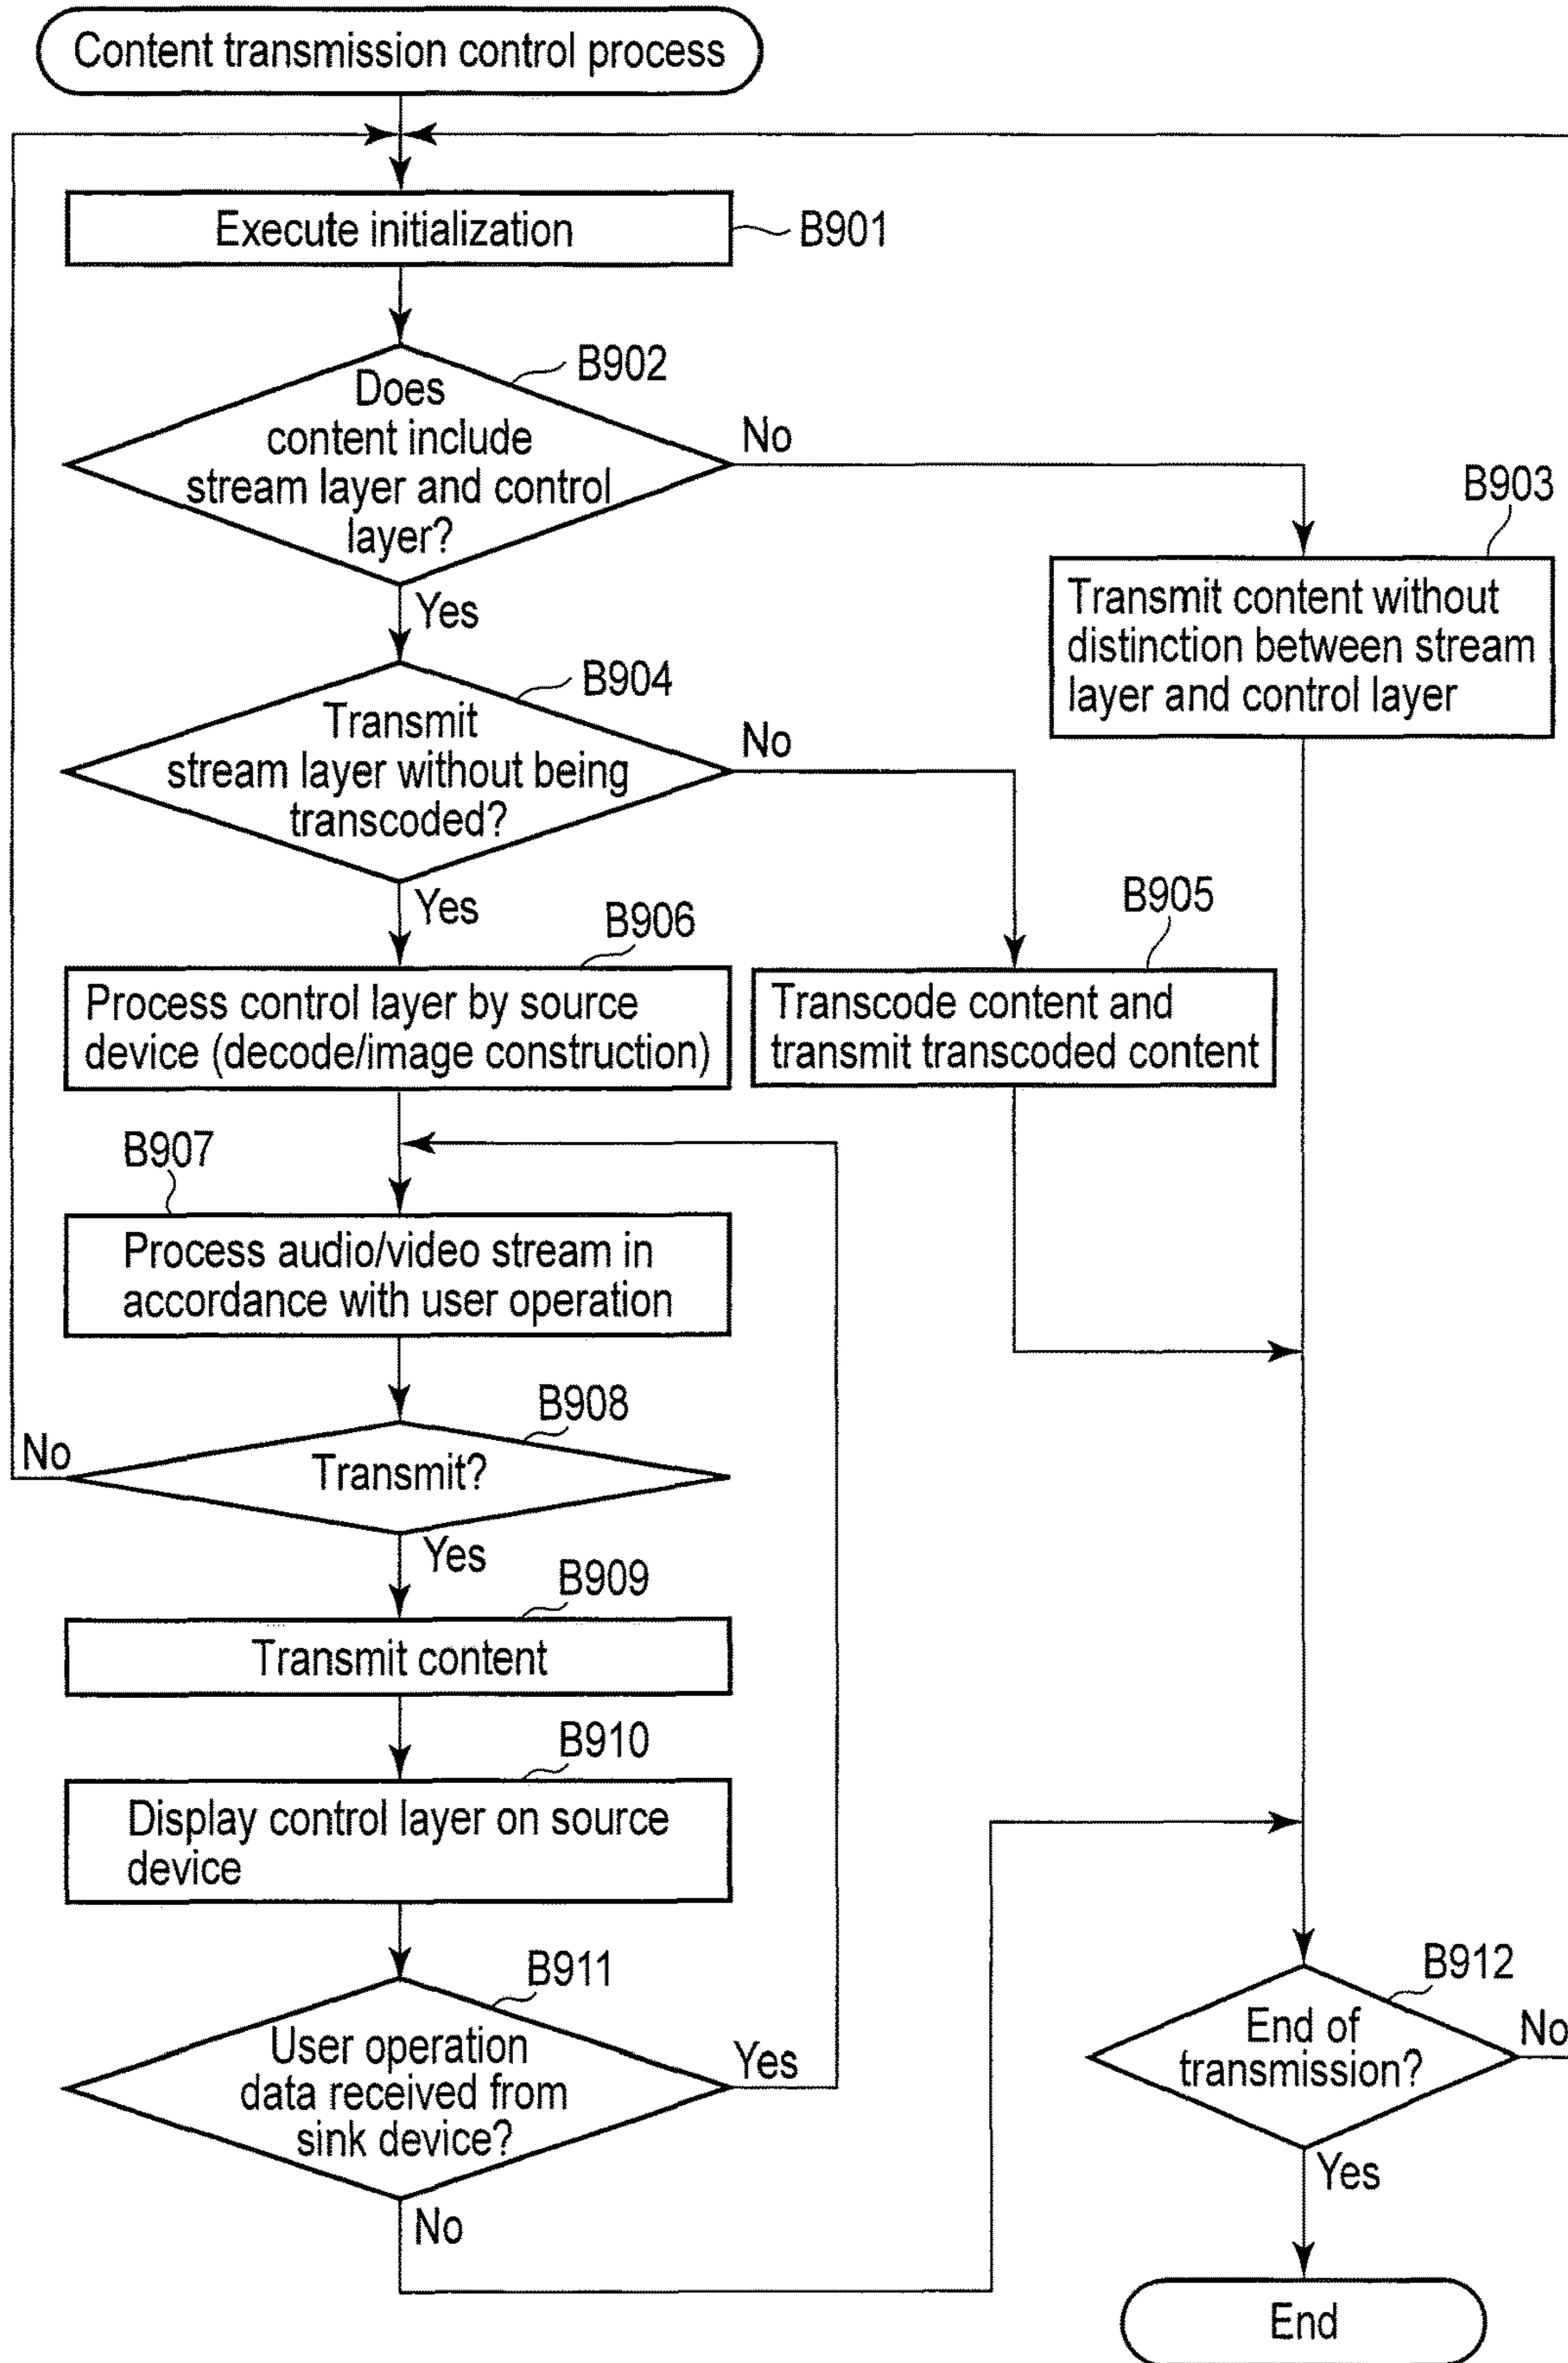 Content transmission control process
Execute initialization
B901
B902
Does
content include
stream layer and control
layer?
No
Yes
B903
Transmit content without
distinction between stream
layer and control layer
B904
Transmit
stream layer without being
transcoded?
No
Yes
B905
Transcode content and
transmit transcoded content
B906
Process control layer by source
device (decode/image construction)
B907
Process audio/video stream in
accordance with user operation
B908
Transmit?
No
Yes
B909
Transmit content
B910
Display control layer on source
device
B911
User operation
data received from
sink device?
Yes
No
B912
End of
transmission?
No
Yes
End